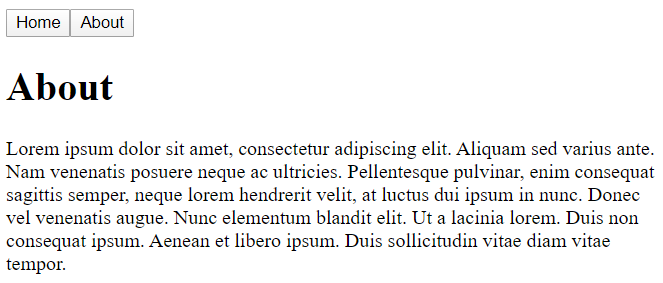 Home About
About
Lorem ipsum dolor sit amet, consectetur adipiscing elit. Aliquam sed varius ante.
Nam venenatis posuere neque ac ultricies. Pellentesque pulvinar, enim consequat
sagittis semper, neque lorem hendrerit velit, at luctus dui ipsum in nunc. Donec
vel venenatis augue. Nunc elementum blandit elit. Ut a lacinia lorem. Duis non
consequat ipsum. Aenean et libero ipsum. Duis sollicitudin vitae diam vitae
tempor.